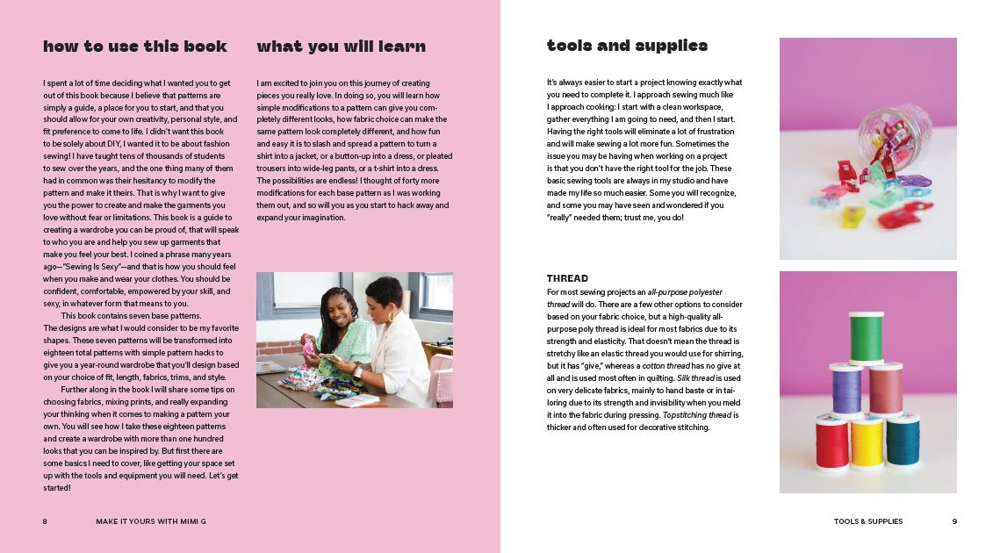 how to use this book
I spent a lot of time deciding what I wanted you to get
out of this book because I believe that patterns are
simply a guide, a place for you to start, and that you
should allow for your own creativity, personal style, and
fit preference to come to life. I didn't want this book
to be solely about DIY, I wanted it to be about fashion
sewing! I have taught tens of thousands of students
to sew over the years, and the one thing many of them
had in common was their hesitancy to modify the
pattern and make it theirs. That is why I want to give
you the power to create and make the garments you
love without fear or limitations. This book is a guide to
creating a wardrobe you can be proud of, that will speak
to who you are and help you sew up garments that
make you feel your best. I coined a phrase many years
ago—"Sewing Is Sexy"—and that is how you should feel
when you make and wear your clothes. You should be
confident, comfortable, empowered by your skill, and
sexy, in whatever form that means to you.
This book contains seven base patterns.
The designs are what I would consider to be my favorite
shapes. These seven patterns will be transformed into
eighteen total patterns with simple pattern hacks to
give you a year-round wardrobe that you'll design based
on your choice of fit, length, fabrics, trims, and style.
Further along in the book I will share some tips on
choosing fabrics, mixing prints, and really expanding
your thinking when it comes to making a pattern your
own. You will see how I take these eighteen patterns
and create a wardrobe with more than one hundred
looks that you can be inspired by. But first there are
some basics I need to cover, like getting your space set
up with the tools and equipment you will need. Let's get
started!
what you will learn
I am excited to join you on this journey of creating
pieces you really love. In doing so, you will learn how
simple modifications to a pattern can give you com-
pletely different looks, how fabric choice can make the
same pattern look completely different, and how fun
and easy it is to slash and spread a pattern to turn a
shirt into a jacket, or a button-up into a dress, or pleated
trousers into wide-leg pants, or a t-shirt into a dress.
The possibilities are endless! I thought of forty more
modifications for each base pattern as I was working
them out, and so will you as you start to hack away and
expand your imagination.
8
MAKE IT YOURS WITH MIMI G
tools and supplies
It's always easier to start a project knowing exactly what
you need to complete it. I approach sewing much like
I approach cooking: I start with a clean workspace,
gather everything I am going to need, and then I start.
Having the right tools will eliminate a lot of frustration
and will make sewing a lot more fun. Sometimes the
issue you may be having when working on a project
is that you don't have the right tool for the job. These
basic sewing tools are always in my studio and have
made my life so much easier. Some you will recognize,
and some you may have seen and wondered if you
"really" needed them; trust me, you do!
THREAD
For most sewing projects an all-purpose polyester
thread will do. There are a few other options to consider
based on your fabric choice, but a high-quality all-
purpose poly thread is ideal for most fabrics due to its
strength and elasticity. That doesn't mean the thread is
stretchy like an elastic thread you would use for shirring,
but it has "give," whereas a cotton thread has no give at
all and is used most often in quilting. Silk thread is used
on very delicate fabrics, mainly to hand baste or in tai-
loring due to its strength and invisibility when you meld
it into the fabric during pressing. Topstitching thread is
thicker and often used for decorative stitching.
TOOLS & SUPPLIES
9